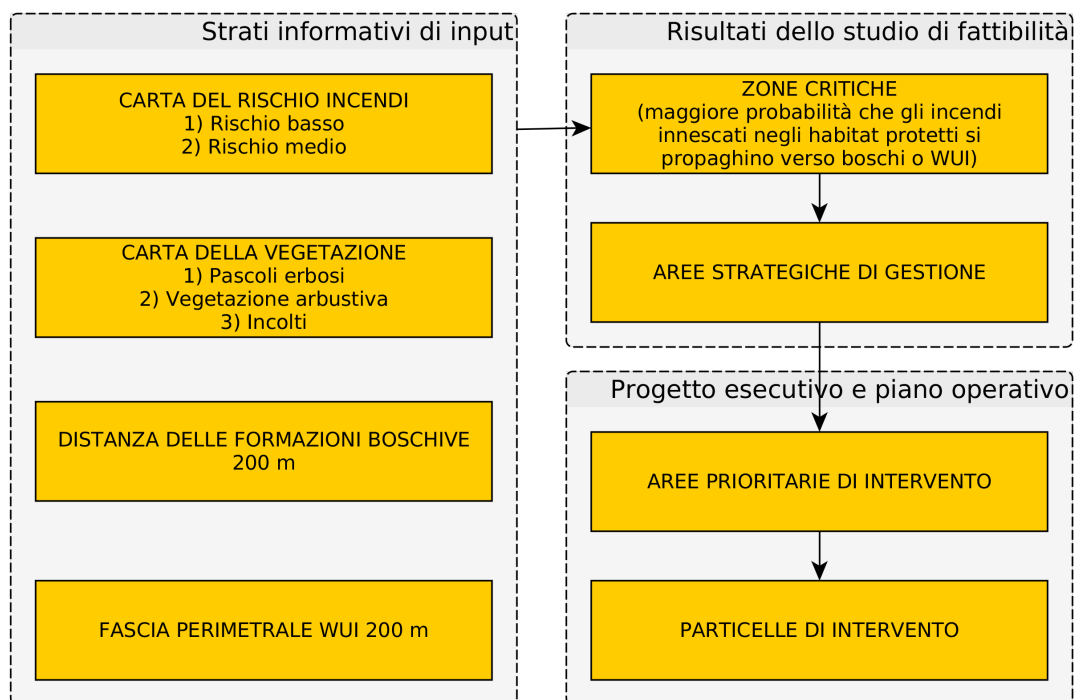 Strati informativi di input
CARTA DEL RISCHIO INCENDI
1) Rischio basso
2) Rischio medio
CARTA DELLA VEGETAZIONE
1) Pascoli erbosi
2) Vegetazione arbustiva
3) Incolti
DISTANZA DELLE FORMAZIONI BOSCHIVE
200 m
FASCIA PERIMETRALE WUI 200 m
Risultati dello studio di fattibilità
ZONE CRITICHE
(maggiore probabilità che gli incendi
innescati negli habitat protetti si
propaghino verso boschi o WUI)
AREE STRATEGICHE DI GESTIONE
Progetto esecutivo e piano operativo
AREE PRIORITARIE DI INTERVENTO
PARTICELLE DI INTERVENTO